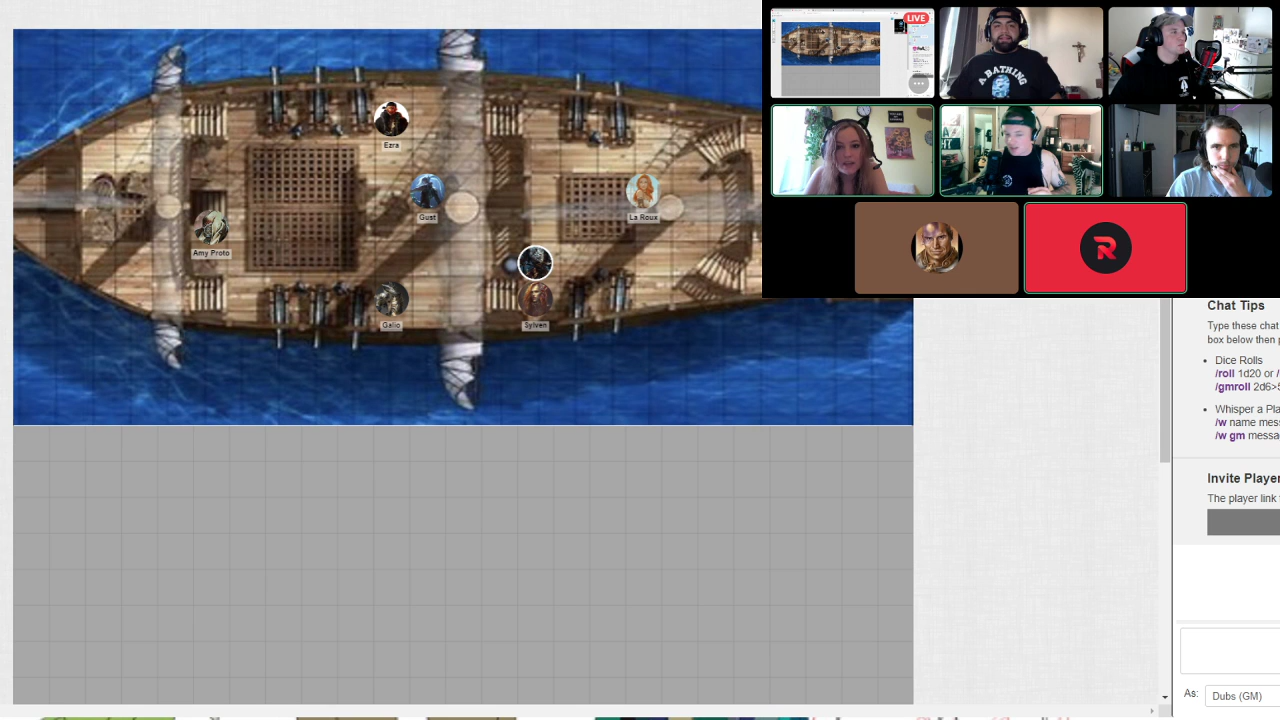 LIVE
A BATHING
Ezra
Gust
La Roux
Amy Proto
Galio
Sylven
R
Chat Tips
Type these chat
box below then p
Dice Rolls
/roll 1d20 or /
/gmroll 2d6>5
Whisper a Pla
/w name mess
/w gm messa
Invite Player
The player link
As:
Dubs (GM)